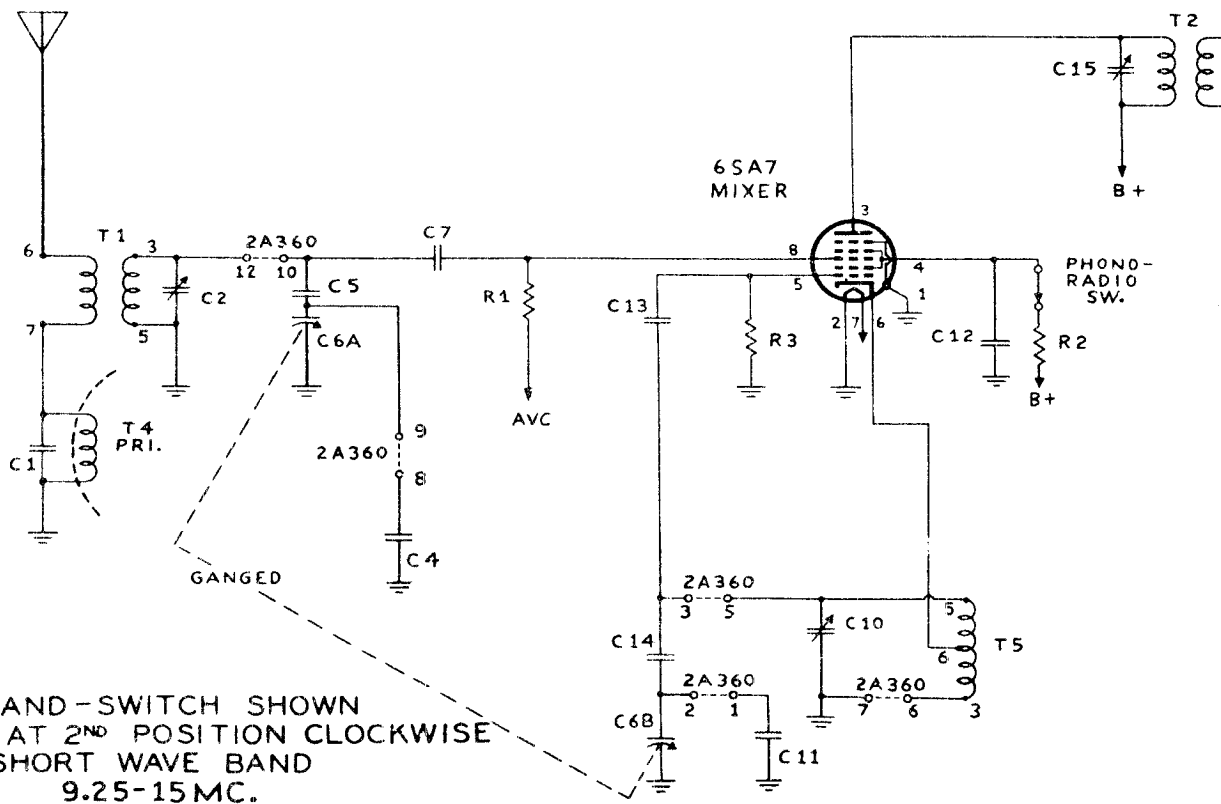 T2
C15
B+
6SA7
MIXER
3
8
5
4
1
2
7
6
PHONO-
RADIO
SW.
C12
R2
B+
6
T1
3
2A360
12
10
C7
C2
C5
R1
C13
R3
7
5
C6A
AVC
T4
PRI.
C1
9
2A360
8
C4
GANGED
2A360
3
5
C10
5
6
T5
C14
2A360
2
1
2A360
7
6
3
C6B
C11
AND-SWITCH SHOWN
AT 2ND POSITION CLOCKWISE
SHORT WAVE BAND
9.25-15MC.